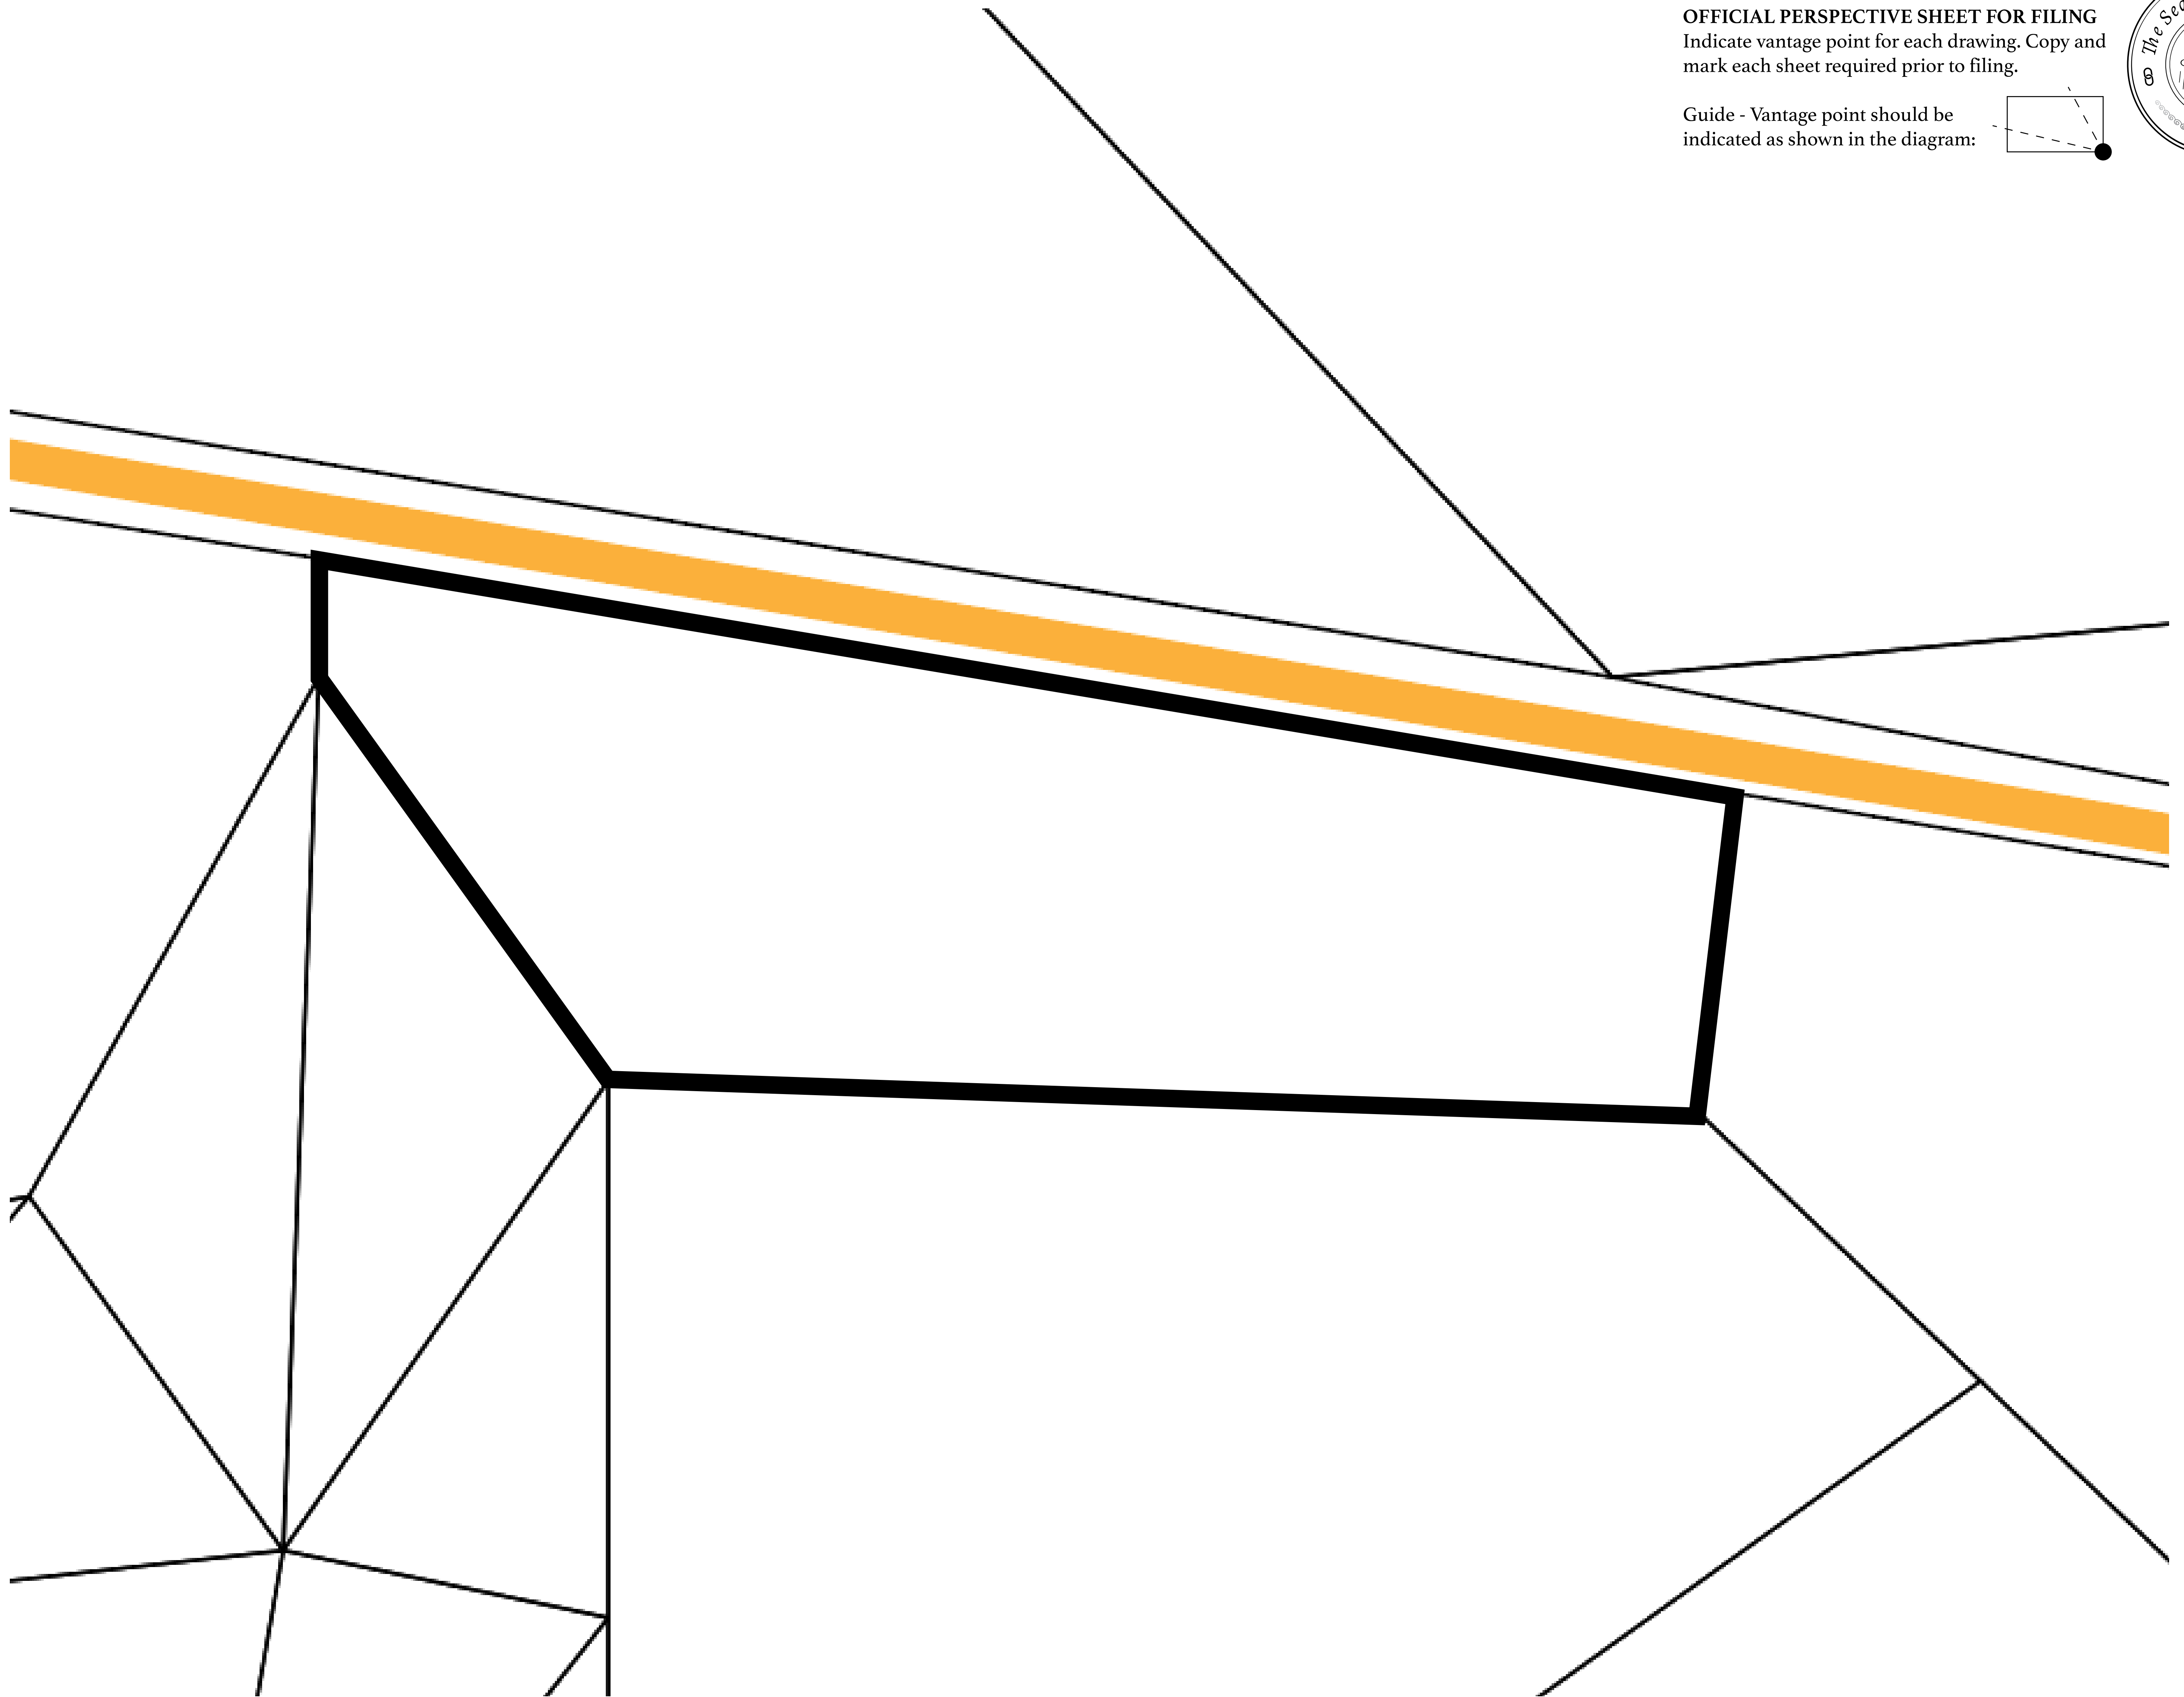 OFFICIAL PERSPECTIVE SHEET FOR FILING
Indicate vantage point for each drawing. Copy and
mark each sheet required prior to filing.
Guide - Vantage point should be
indicated as shown in the diagram:
The